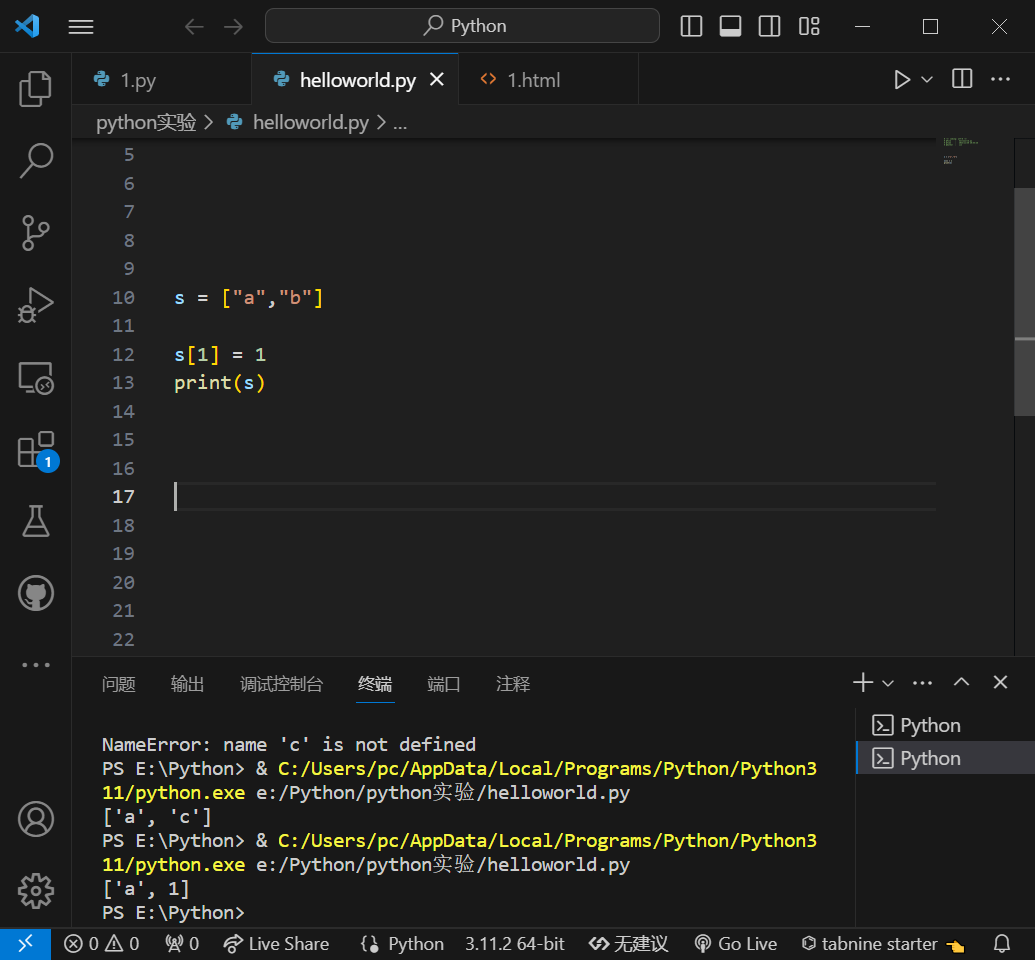 Python
1.py
helloworld.py
1.html
python实验 > helloworld.py > ...
5
6
7
8
9
10 s = ["a","b"]
11
12 s[1] = 1
13 print(s)
14
15
16
17
18
19
20
21
22
问题 输出 调试控制台 终端 端口 注释
NameError: name 'c' is not defined
PS E:\Python> & C:/Users/pc/AppData/Local/Programs/Python/Python3
11/python.exe e:/Python/python实验/helloworld.py
['a', 'c']
PS E:\Python> & C:/Users/pc/AppData/Local/Programs/Python/Python3
11/python.exe e:/Python/python实验/helloworld.py
['a', 1]
PS E:\Python>
Python
Python
1
0 0 0 Live Share Python 3.11.2 64-bit 无建议 Go Live tabnine starter